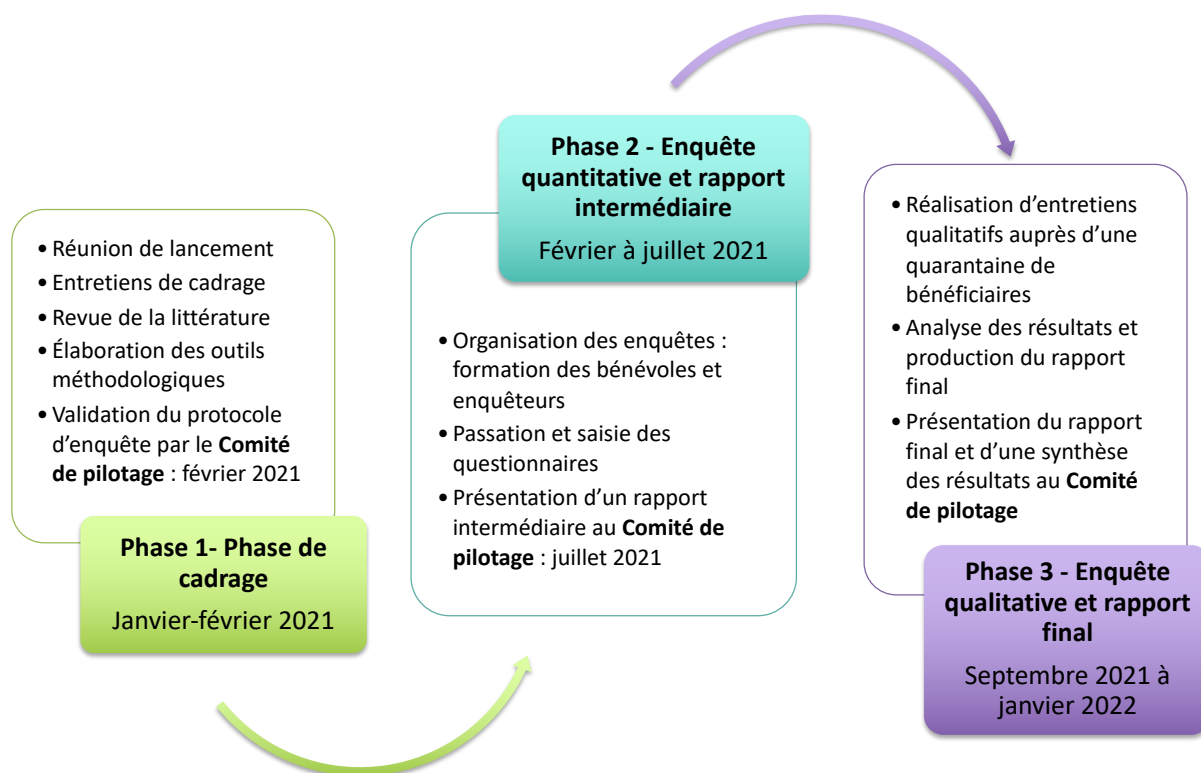 • Réunion de lancement
• Entretiens de cadrage
• Revue de la littérature
• Élaboration des outils
méthodologiques
• Validation du protocole
d’enquête par le Comité
de pilotage : février 2021
Phase 1- Phase de
cadrage
Janvier-février 2021
Phase 2 - Enquête
quantitative et rapport
intermédiaire
Février à juillet 2021
• Organisation des enquêtes :
formation des bénévoles et
enquêteurs
• Passation et saisie des
questionnaires
• Présentation d’un rapport
intermédiaire au Comité de
pilotage : juillet 2021
• Réalisation d’entretiens
qualitatifs auprès d’une
quarantaine de
bénéficiaires
• Analyse des résultats et
production du rapport
final
• Présentation du rapport
final et d’une synthèse
des résultats au Comité
de pilotage
Phase 3 - Enquête
qualitative et rapport
final
Septembre 2021 à
janvier 2022